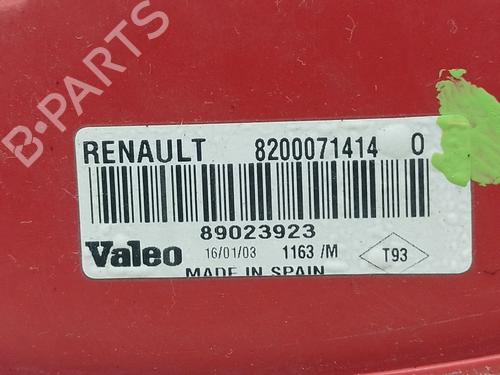 B-PARTS
RENAULT 8200071414 0
89023923
Valeo 16/01/03 1163 /M T93
MADE IN SPAIN